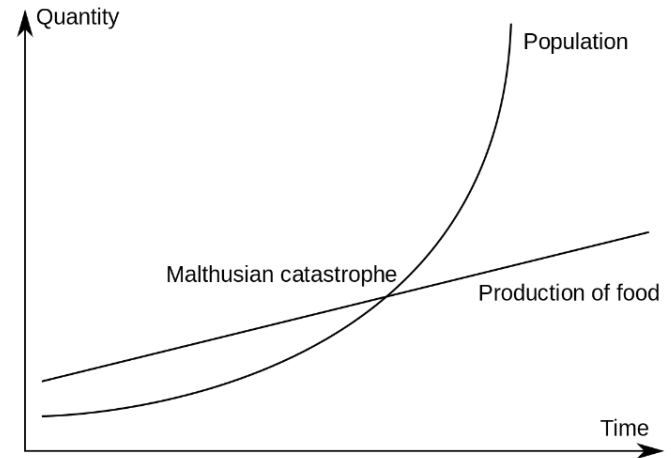 Quantity
Population
Malthusian catastrophe
Production of food
Time